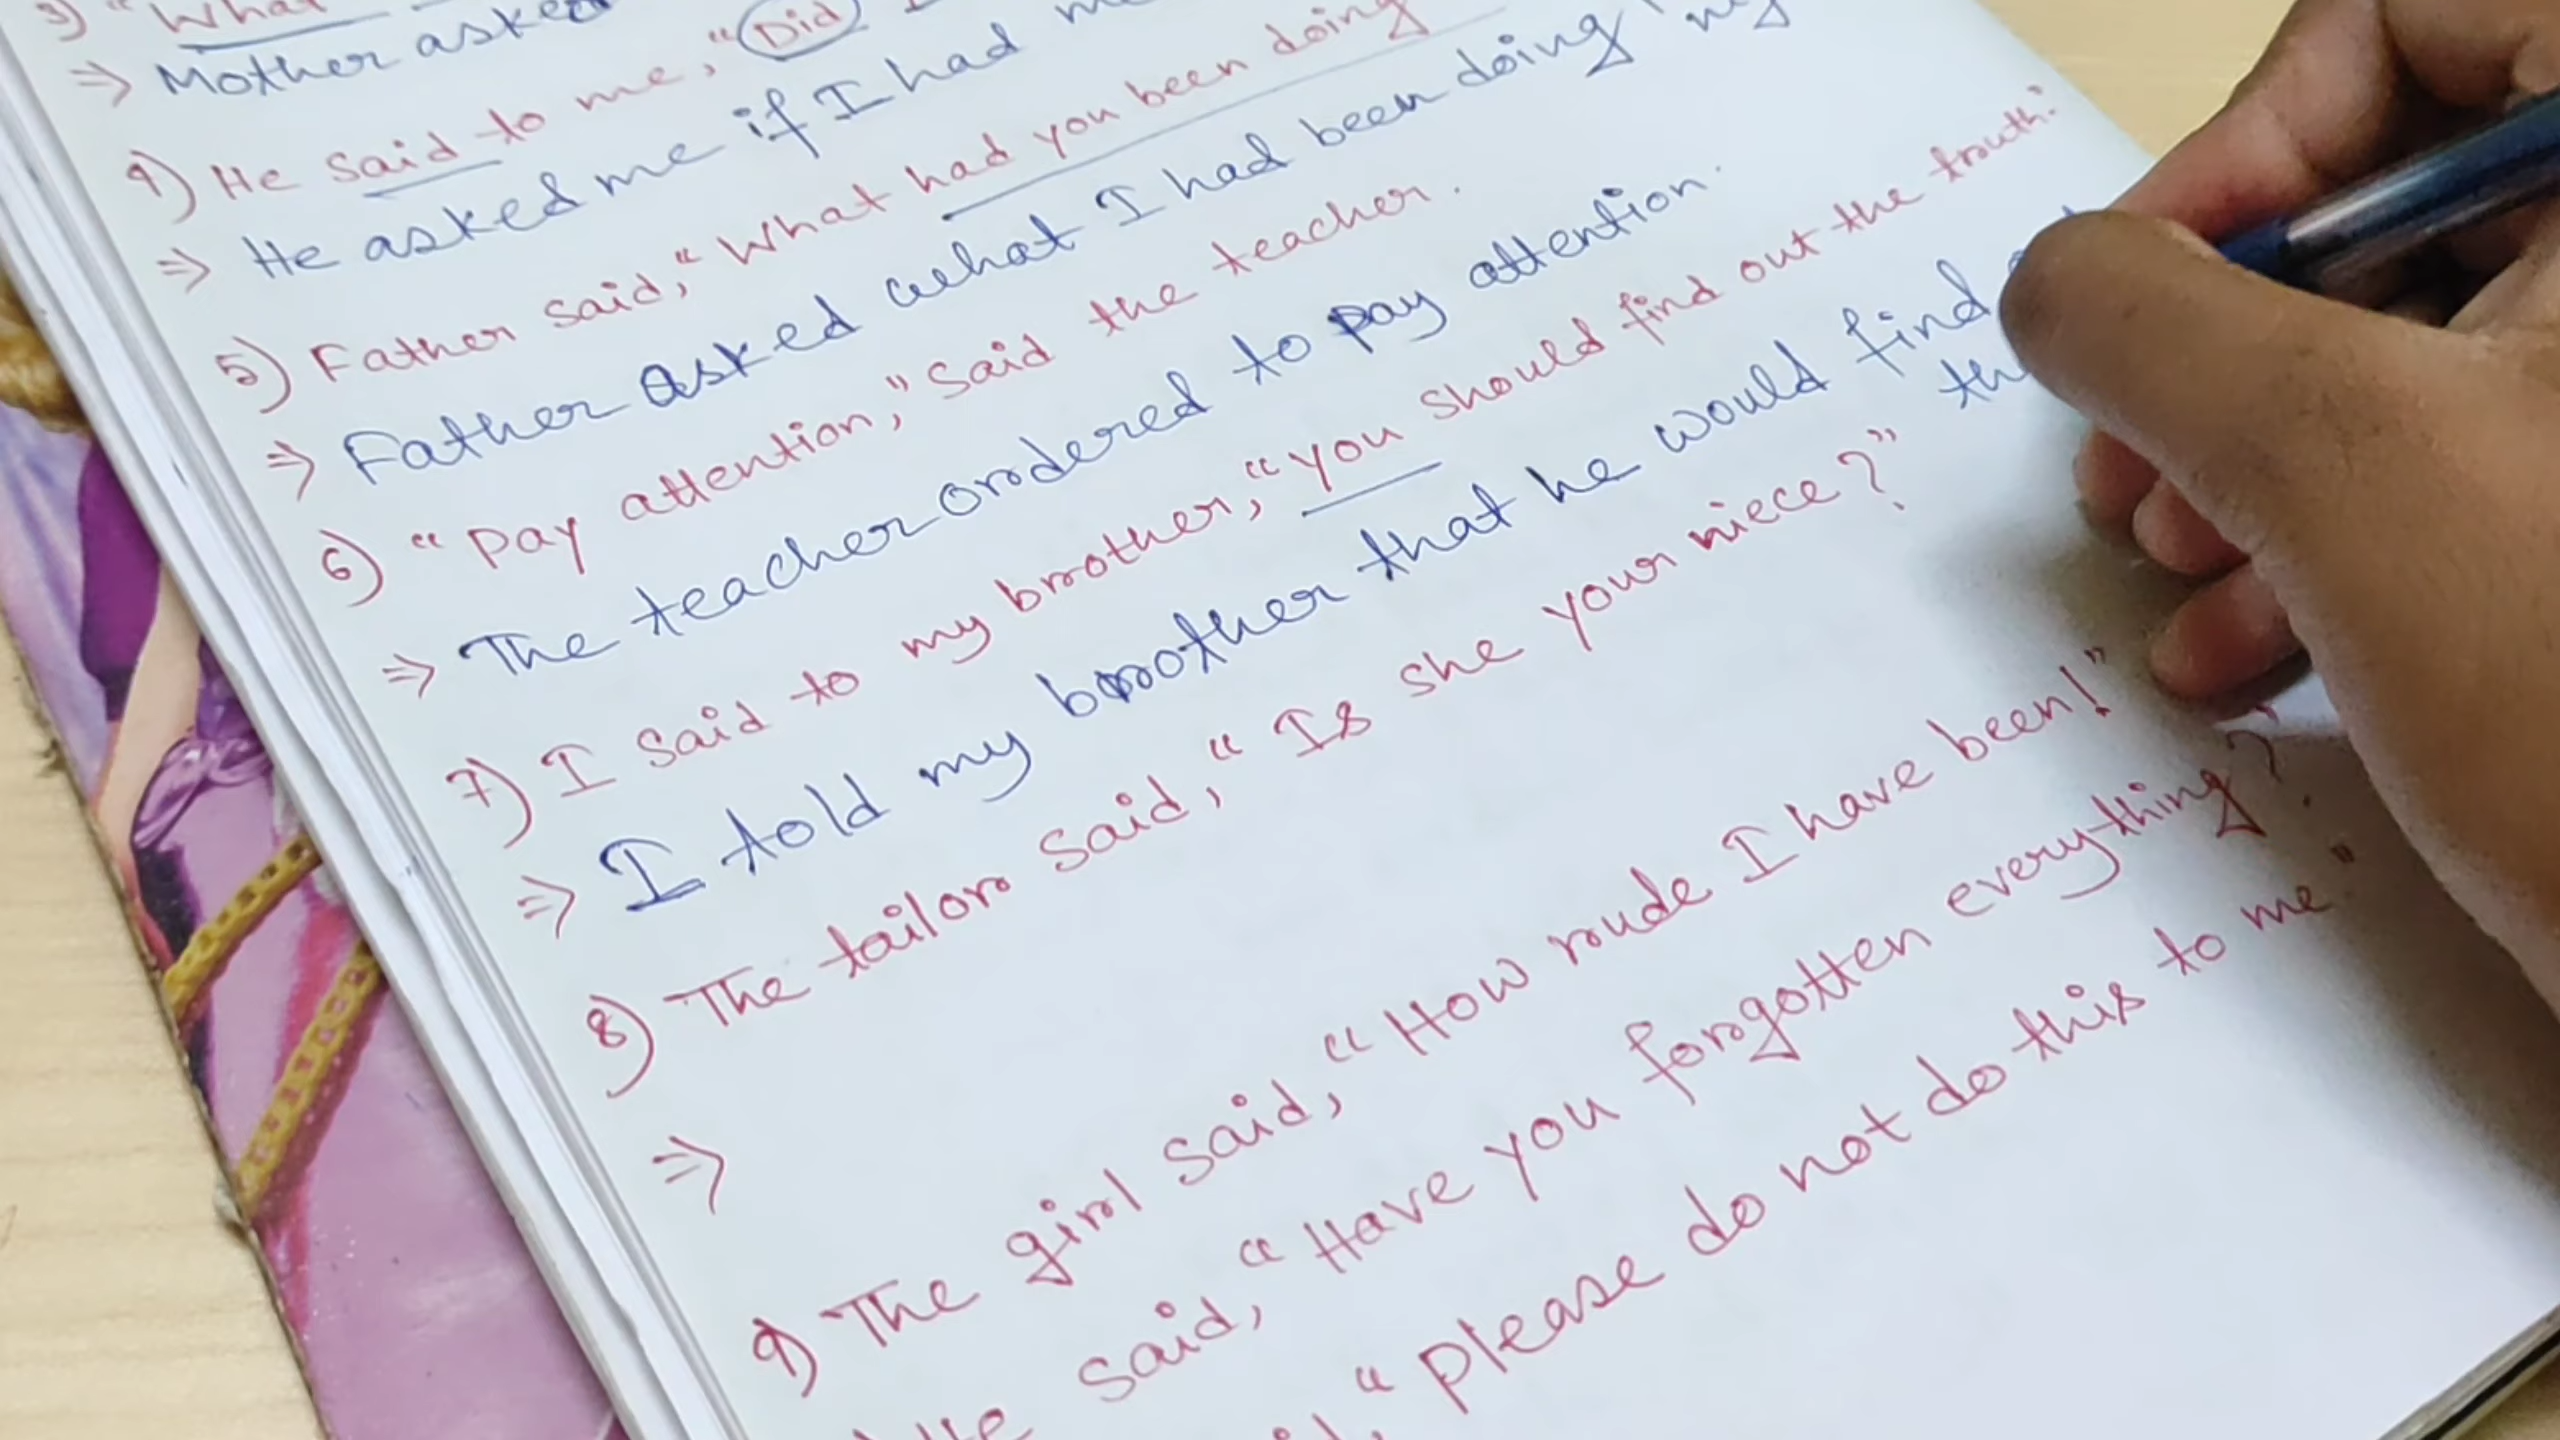 3) "What
⇒ Mother asked
4) He said to me, "Did I
⇒ He asked me if I had
5) Father said, "What had you been doing
⇒ Father asked what I had been doing
6) "Pay attention," said the teacher.
⇒ The teacher ordered to pay attention.
7) I said to my brother, "you should find out the truth."
⇒ I told my brother that he would find
8) The tailor said, "Is she your niece?"
⇒
9) The girl said, "How rude I have been!"
He said, "Have you forgotten everything?
"Please do not do this to me."